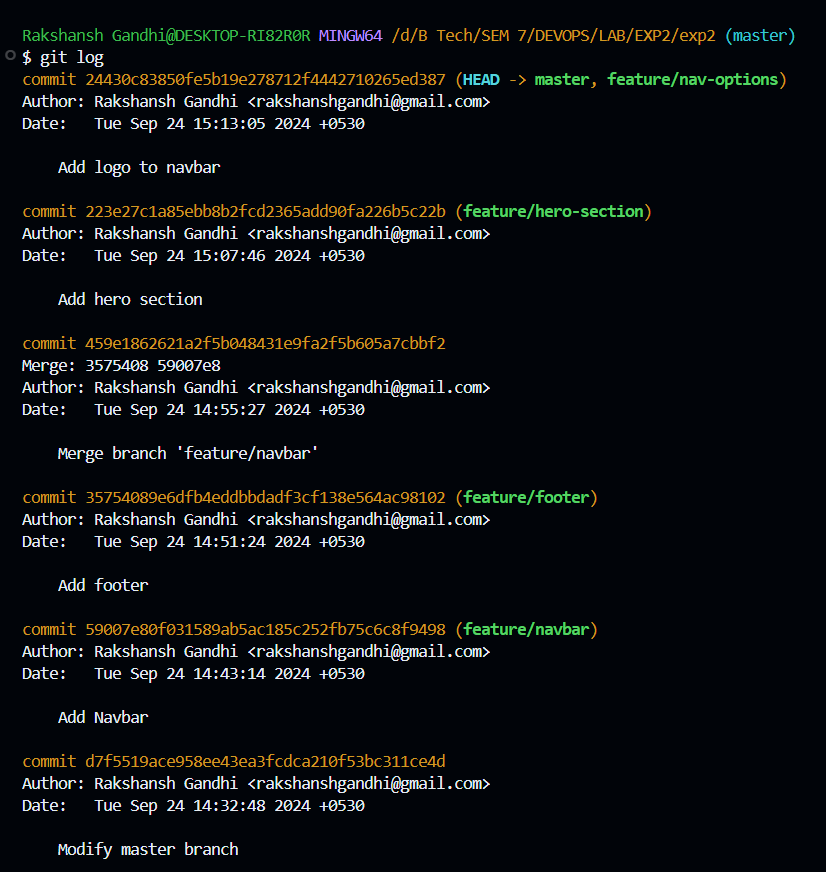 Rakshansh Gandhi@DESKTOP-RI82R0R MINGW64 /d/B Tech/SEM 7/DEVOPS/LAB/EXP2/exp2 (master)
$ git log
commit 24430c83850fe5b19e278712f4442710265ed387 (HEAD -> master, feature/nav-options)
Author: Rakshansh Gandhi <rakshanshgandhi@gmail.com>
Date:   Tue Sep 24 15:13:05 2024 +0530

    Add logo to navbar

commit 223e27c1a85ebb8b2fcd2365add90fa226b5c22b (feature/hero-section)
Author: Rakshansh Gandhi <rakshanshgandhi@gmail.com>
Date:   Tue Sep 24 15:07:46 2024 +0530

    Add hero section

commit 459e1862621a2f5b048431e9fa2f5b605a7cbbf2
Merge: 3575408 59007e8
Author: Rakshansh Gandhi <rakshanshgandhi@gmail.com>
Date:   Tue Sep 24 14:55:27 2024 +0530

    Merge branch 'feature/navbar'

commit 35754089e6dfb4eddbbdadf3cf138e564ac98102 (feature/footer)
Author: Rakshansh Gandhi <rakshanshgandhi@gmail.com>
Date:   Tue Sep 24 14:51:24 2024 +0530

    Add footer

commit 59007e80f031589ab5ac185c252fb75c6c8f9498 (feature/navbar)
Author: Rakshansh Gandhi <rakshanshgandhi@gmail.com>
Date:   Tue Sep 24 14:43:14 2024 +0530

    Add Navbar

commit d7f5519ace958ee43ea3fcdca210f53bc311ce4d
Author: Rakshansh Gandhi <rakshanshgandhi@gmail.com>
Date:   Tue Sep 24 14:32:48 2024 +0530

    Modify master branch